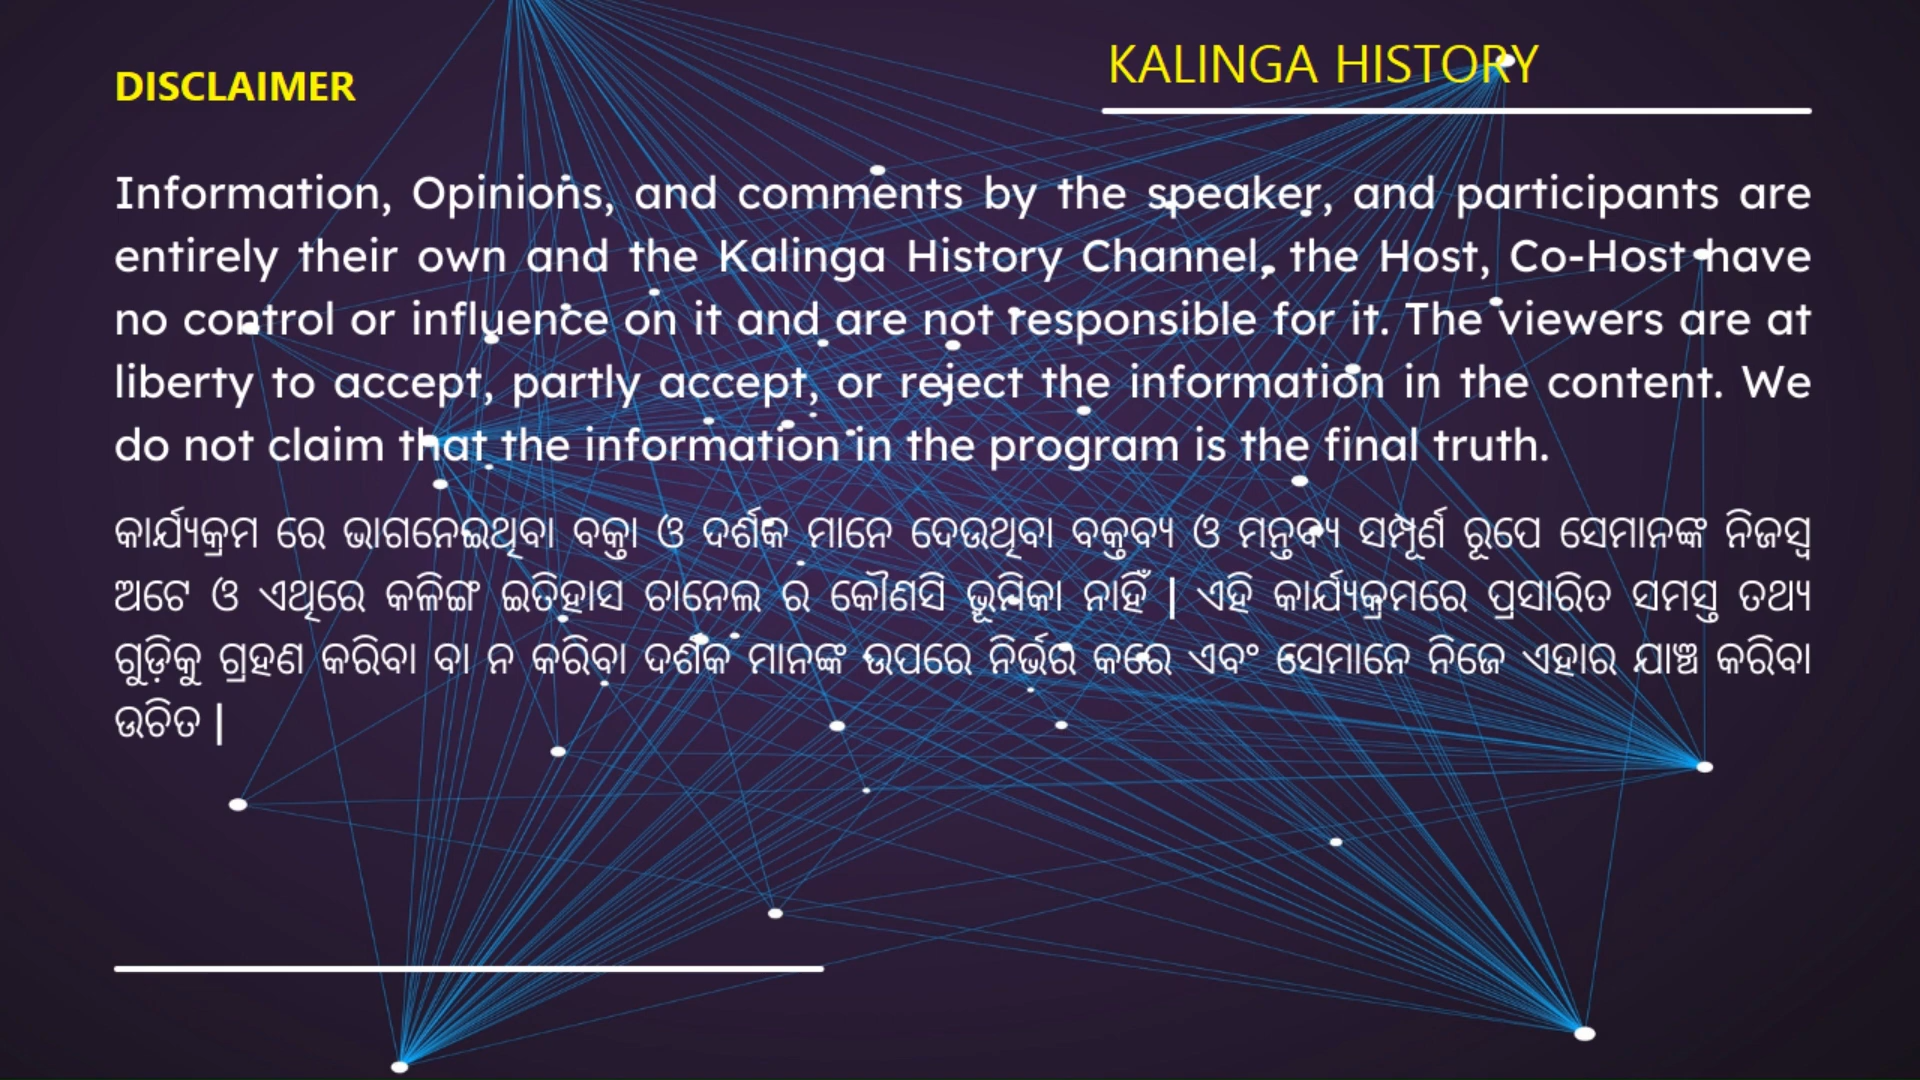 DISCLAIMER
KALINGA HISTORY
Information, Opinions, and comments by the speaker, and participants are
entirely their own and the Kalinga History Channel, the Host, Co-Host have
no control or influence on it and are not responsible for it. The viewers are at
liberty to accept, partly accept, or reject the information in the content. We
do not claim that the information in the program is the final truth.
କାର୍ଯ୍ୟକ୍ରମ ରେ ଭାଗନେଇଥିବା ବକ୍ତା ଓ ଦର୍ଶକ ମାନେ ଦେଉଥିବା ବକ୍ତବ୍ୟ ଓ ମନ୍ତବ୍ୟ ସମ୍ପୂର୍ଣ ରୂପେ ସେମାନଙ୍କ ନିଜସ୍ୱ
ଅଟେ ଓ ଏଥିରେ କଳିଙ୍ଗ ଇତିହାସ ଚାନେଲ ର କୌଣସି ଭୂମିକା ନାହିଁ | ଏହି କାର୍ଯ୍ୟକ୍ରମରେ ପ୍ରସାରିତ ସମସ୍ତ ତଥ୍ୟ
ଗୁଡ଼ିକୁ ଗ୍ରହଣ କରିବା ବା ନ କରିବା ଦର୍ଶକ ମାନଙ୍କ ଉପରେ ନିର୍ଭର କରେ ଏବଂ ସେମାନେ ନିଜେ ଏହାର ଯାଞ୍ଚ କରିବା
ଉଚିତ |